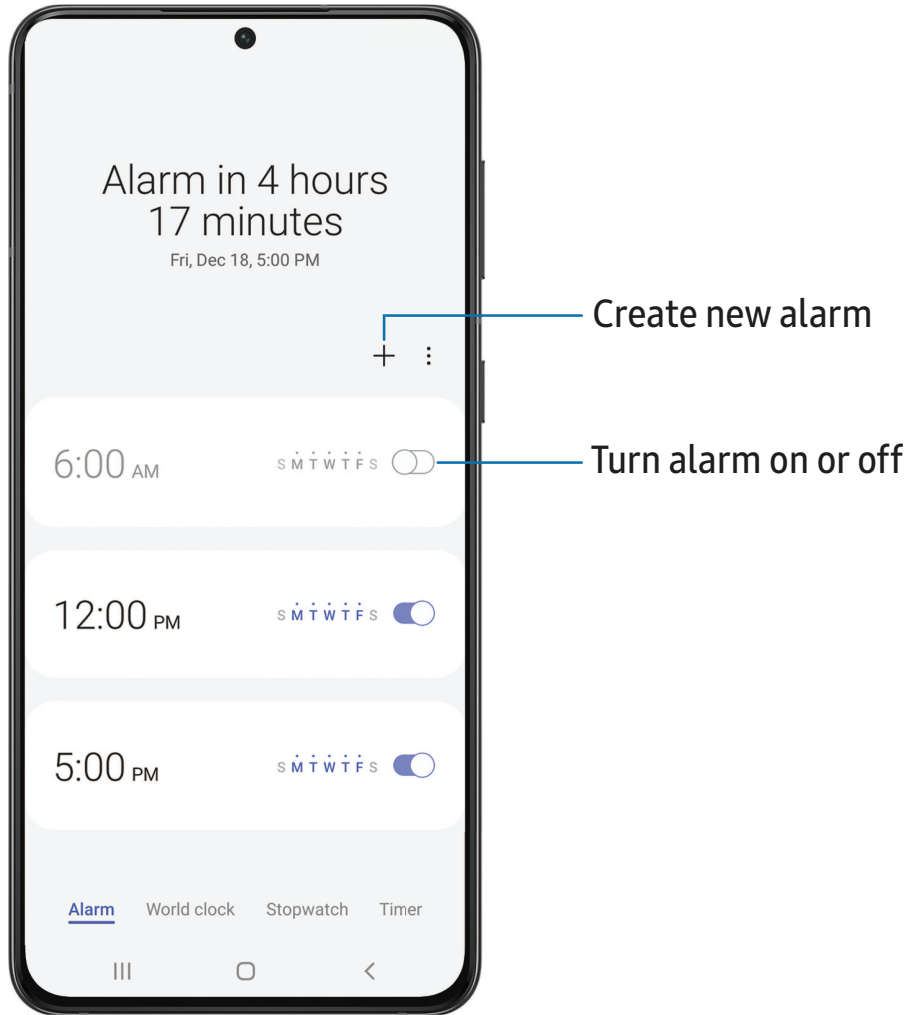 Alarm in 4 hours
17 minutes
Fri, Dec 18, 5:00 PM
Create new alarm
6:00 AM S M T W T F S
Turn alarm on or off
12:00 PM S M T W T F S
5:00 PM S M T W T F S
Alarm World clock Stopwatch Timer